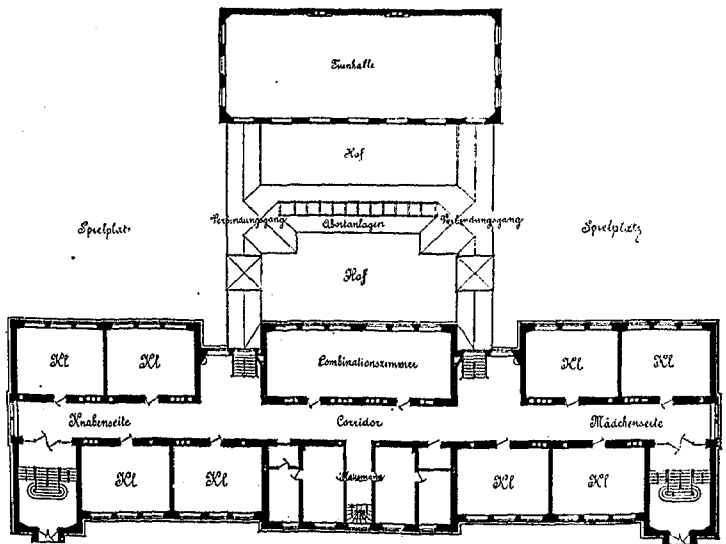 Turnhalle
Hof
Spielplatz
Verbindungsgang
Abortanlagen
Verbindungsgang
Spielplatz
Hof
Kl
Kl
Combinationszimmer
Kl
Kl
Knabenseite
Corridor
Mädchenseite
Kl
Kl
Kl
Kl